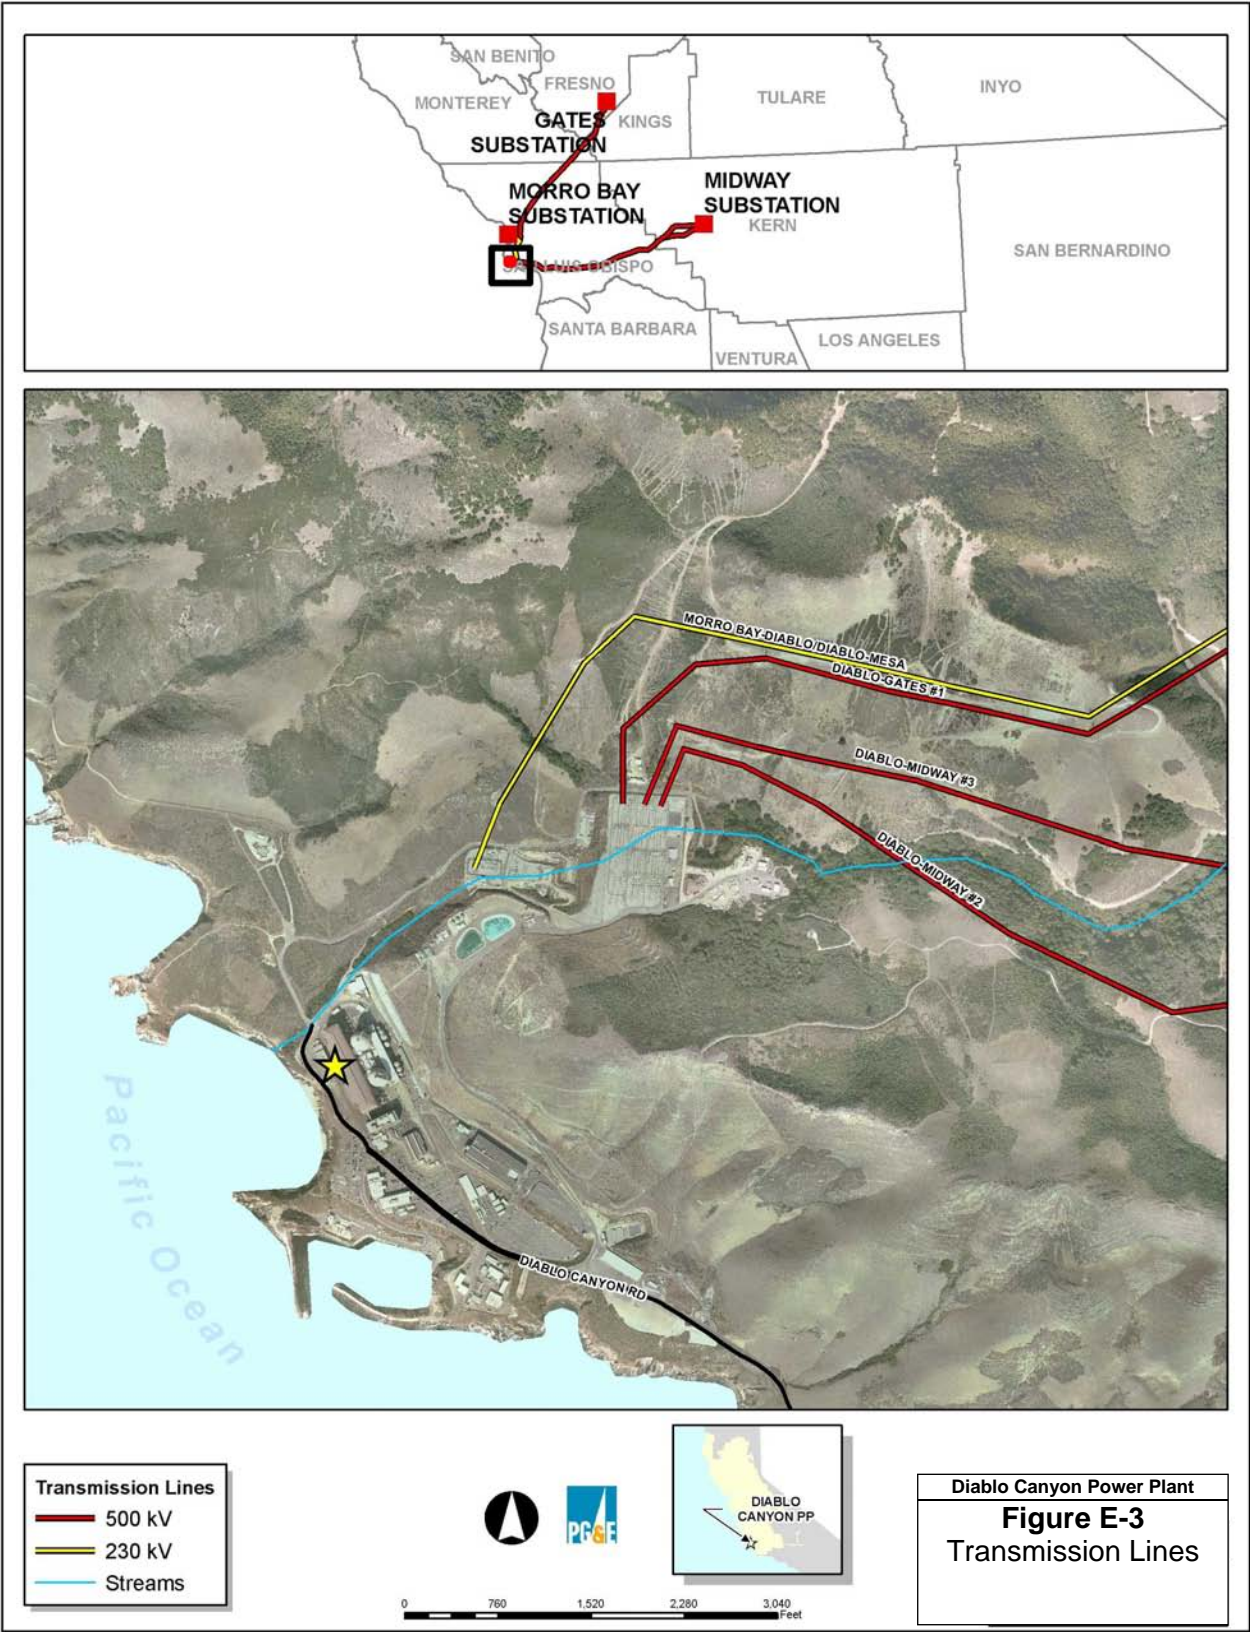 SAN BENITO
FRESNO
MONTEREY
TULARE
INYO
GATES
SUBSTATION
KINGS
MORRO BAY
SUBSTATION
MIDWAY
SUBSTATION
KERN
SAN BERNARDINO
SAN LUIS OBISPO
SANTA BARBARA
VENTURA
LOS ANGELES
MORRO BAY-DIABLO/DIABLO-MESA
DIABLO-GATES #1
DIABLO-MIDWAY #3
DIABLO-MIDWAY #2
Pacific Ocean
DIABLO CANYON RD
Transmission Lines
500 kV
230 kV
Streams
PG&E
DIABLO
CANYON PP
0 760 1,520 2,280 3,040
Feet
Diablo Canyon Power Plant
Figure E-3
Transmission Lines